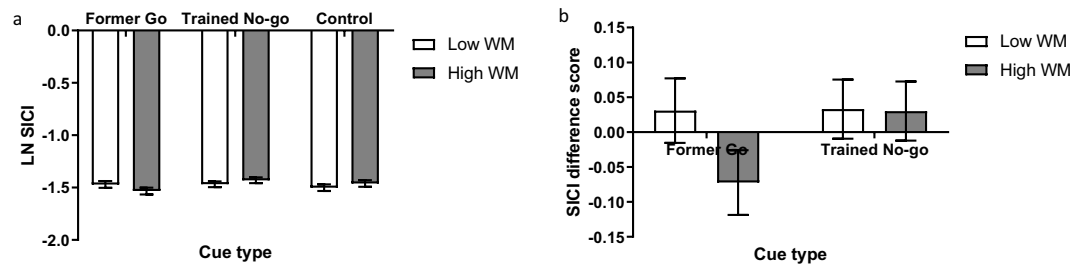 a
Former Go Trained No-go Control
0.0
-0.5
-1.0
-1.5
-2.0
LN SICI
Cue type
Low WM
High WM
b
0.15
0.10
0.05
0.00
-0.05
-0.10
-0.15
SICI difference score
Former Go Trained No-go
Cue type
Low WM
High WM